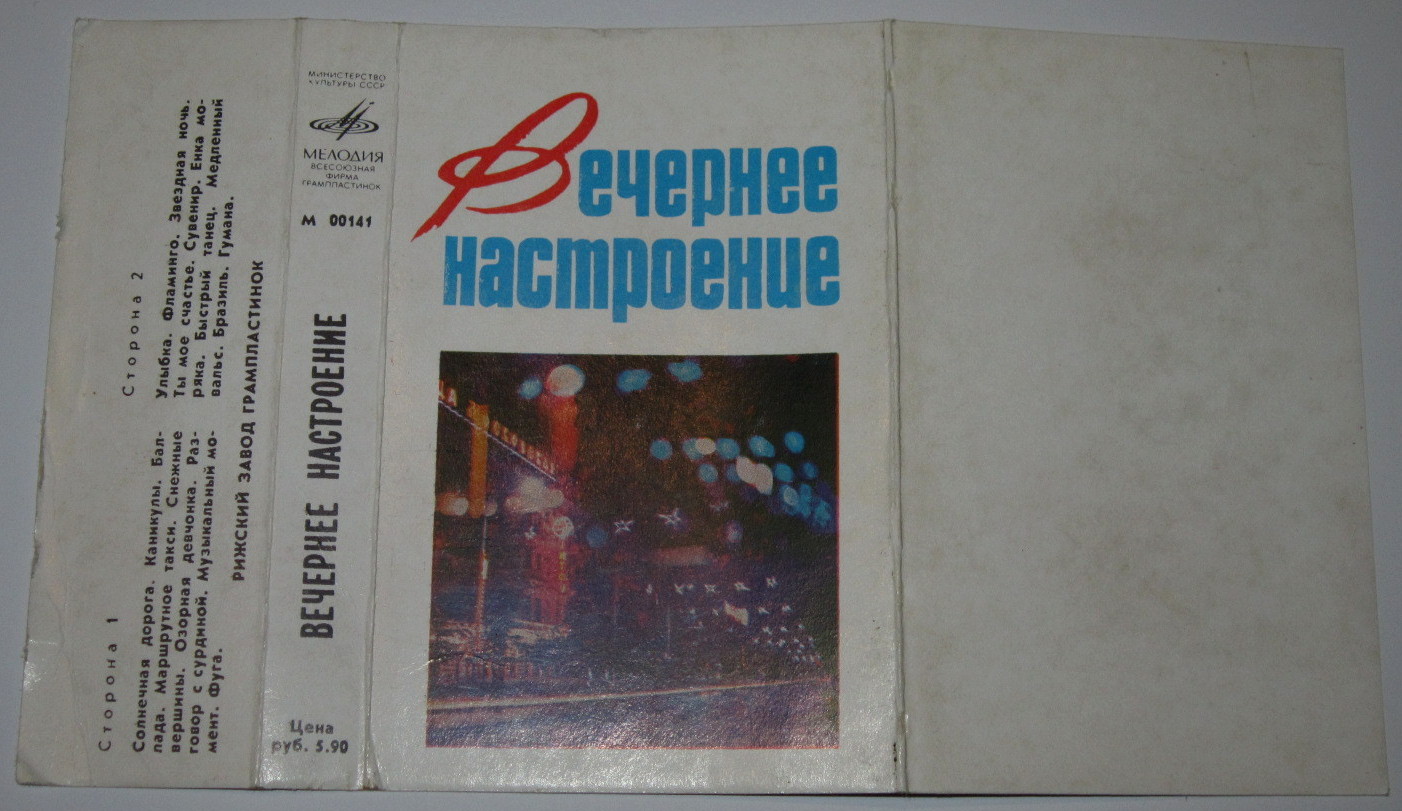 Сторона 1
Солнечная дорога. Каникулы. Бал-
лада. Маршрутное такси. Снежные
вершины. Озорная девчонка. Раз-
говор с сурдиной. Музыкальный мо-
мент. Фуга.
Сторона 2
Улыбка. Фламинго. Звездная ночь.
Ты мое счастье. Сувенир. Енка мо-
ряка. Быстрый танец. Медленный
вальс. Бразиль. Гумана.
РИЖСКИЙ ЗАВОД ГРАМПЛАСТИНОК
МИНИСТЕРСТВО
КУЛЬТУРЫ СССР
МЕЛОДИЯ
ВСЕСОЮЗНАЯ
ФИРМА
ГРАМПЛАСТИНОК
М 00141
ВЕЧЕРНЕЕ НАСТРОЕНИЕ
Цена
руб. 5.90
Вечернее
настроение